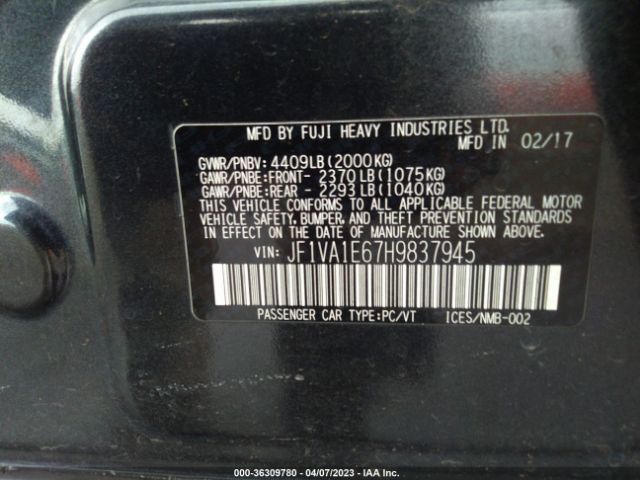 MFD BY FUJI HEAVY INDUSTRIES LTD.
MFD IN 02/17
GVWR/PNBV: 4409LB(2000KG)
GAWR/PNBE:FRONT- 2370LB(1075KG)
GAWR/PNBE:REAR - 2293LB(1040KG)
THIS VEHICLE CONFORMS TO ALL APPLICABLE FEDERAL MOTOR
VEHICLE SAFETY, BUMPER, AND THEFT PREVENTION STANDARDS
IN EFFECT ON THE DATE OF MANUFACTURE SHOWN ABOVE.
VIN: JF1VA1E67H9837945
PASSENGER CAR TYPE:PC/VT ICES/NMB-002
000-36309780 - 04/07/2023 - IAA Inc.